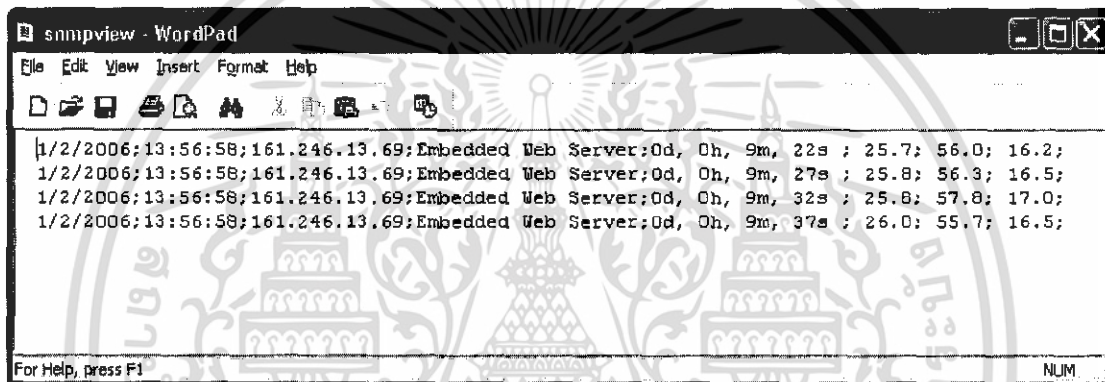 snmpview - WordPad
File Edit View Insert Format Help
1/2/2006;13:56:58;161.246.13.69;Embedded Web Server;0d, 0h, 9m, 22s ; 25.7; 56.0; 16.2;
1/2/2006;13:56:58;161.246.13.69;Embedded Web Server;0d, 0h, 9m, 27s ; 25.8; 56.3; 16.5;
1/2/2006;13:56:58;161.246.13.69;Embedded Web Server;0d, 0h, 9m, 32s ; 25.8; 57.8; 17.0;
1/2/2006;13:56:58;161.246.13.69;Embedded Web Server;0d, 0h, 9m, 37s ; 26.0; 55.7; 16.5;
For Help, press F1 NUM